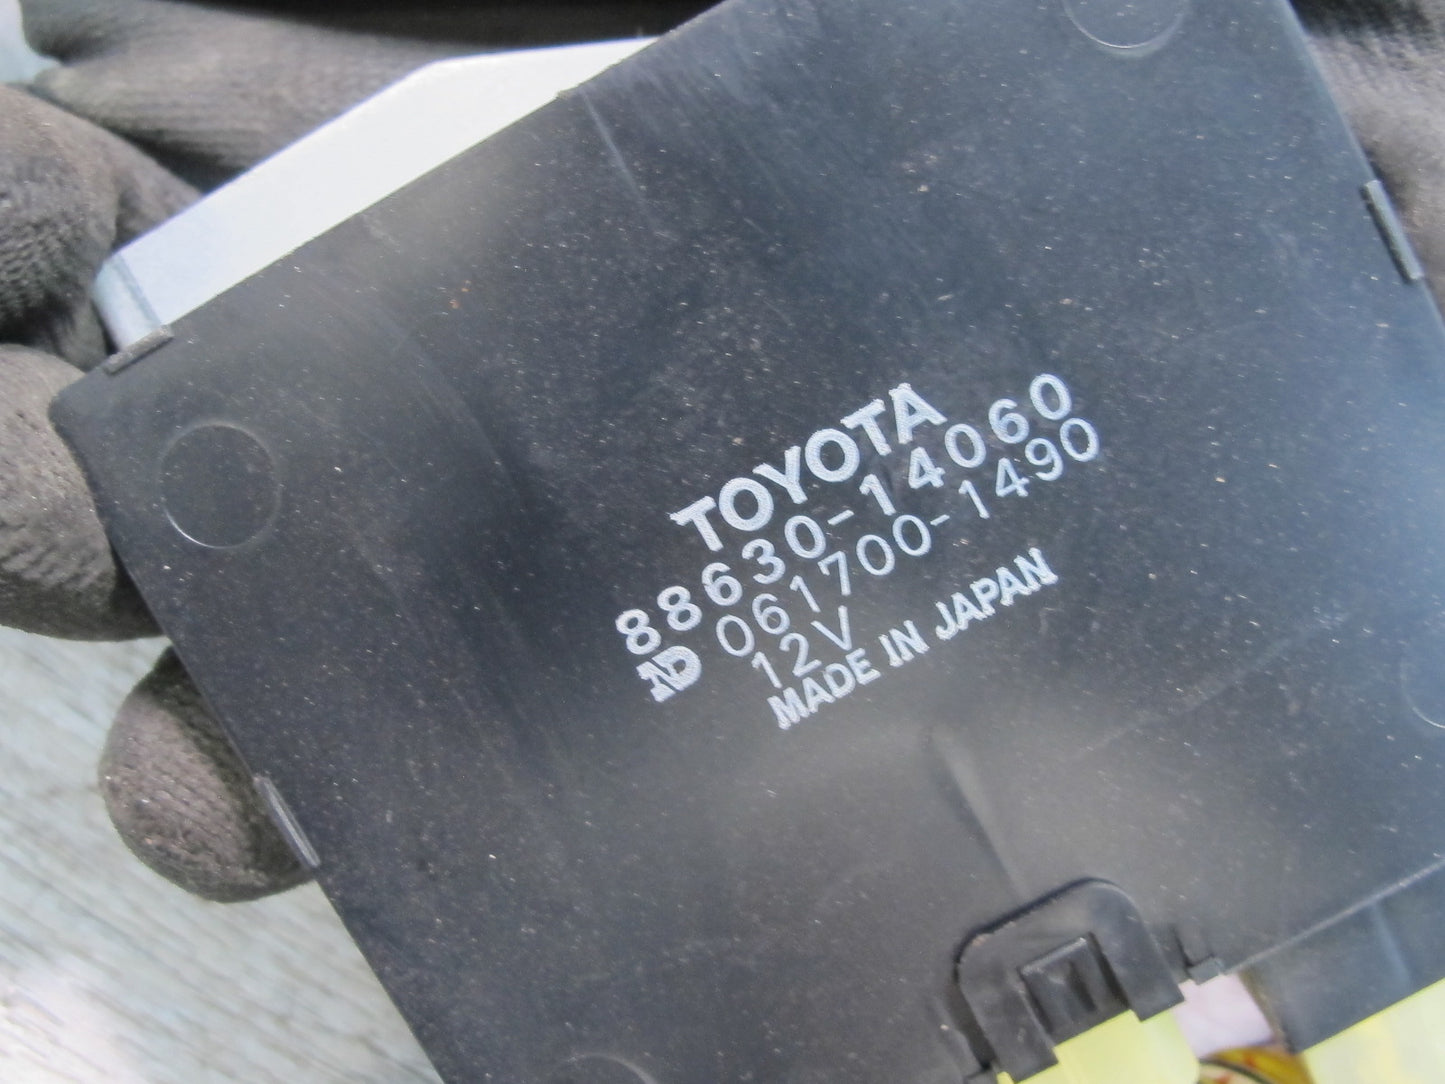 TOYOTA
88630-14060
ND 061700-1490
12V
MADE IN JAPAN